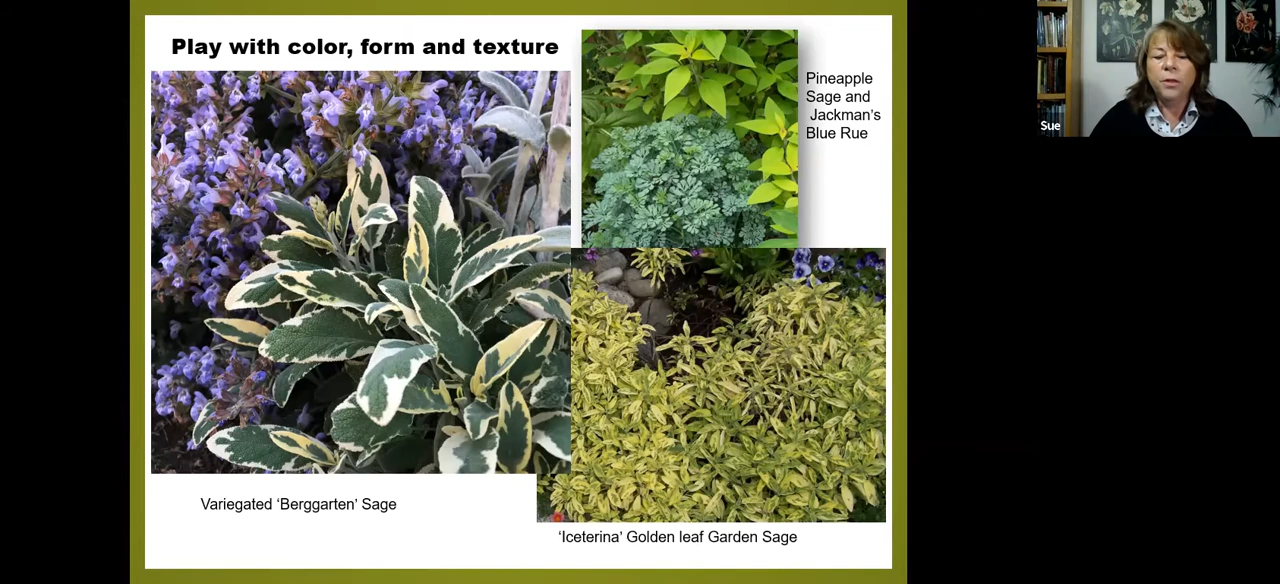 Play with color, form and texture
Pineapple
Sage and
Jackman's
Blue Rue
Sue
Variegated ‘Berggarten’ Sage
‘Iceterina’ Golden leaf Garden Sage